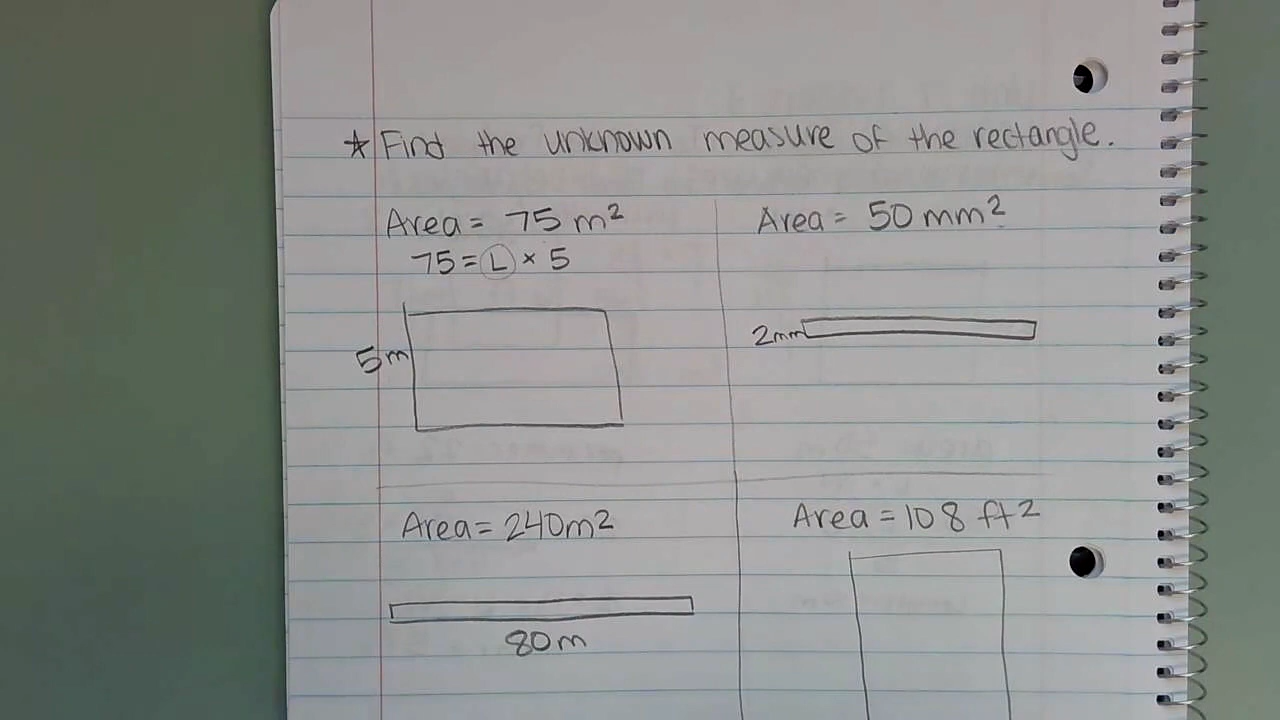 ☆ Find the unknown measure of the rectangle.
Area = 75 m²
75 = L × 5
5m
Area = 50 mm²
2mm
Area = 240m²
80m
Area = 108 ft²